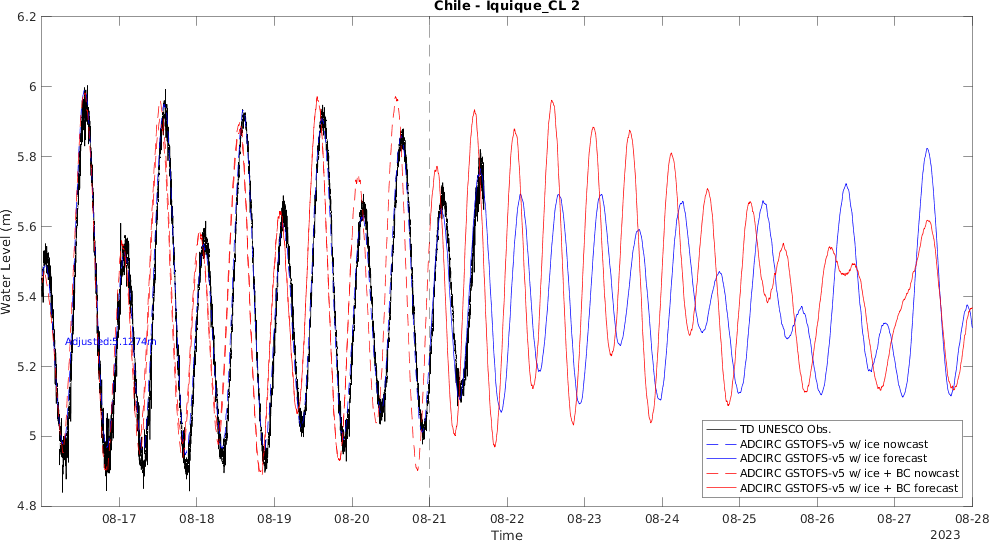 Chile - Iquique_CL 2
6.2
6
5.8
5.6
5.4
5.2
5
4.8
Water Level (m)
Adjusted:5.1274m
TD UNESCO Obs.
ADCIRC GSTOFS-v5 w/ ice nowcast
ADCIRC GSTOFS-v5 w/ ice forecast
ADCIRC GSTOFS-v5 w/ ice + BC nowcast
ADCIRC GSTOFS-v5 w/ ice + BC forecast
08-17 08-18 08-19 08-20 08-21 08-22 08-23 08-24 08-25 08-26 08-27 08-28
Time
2023